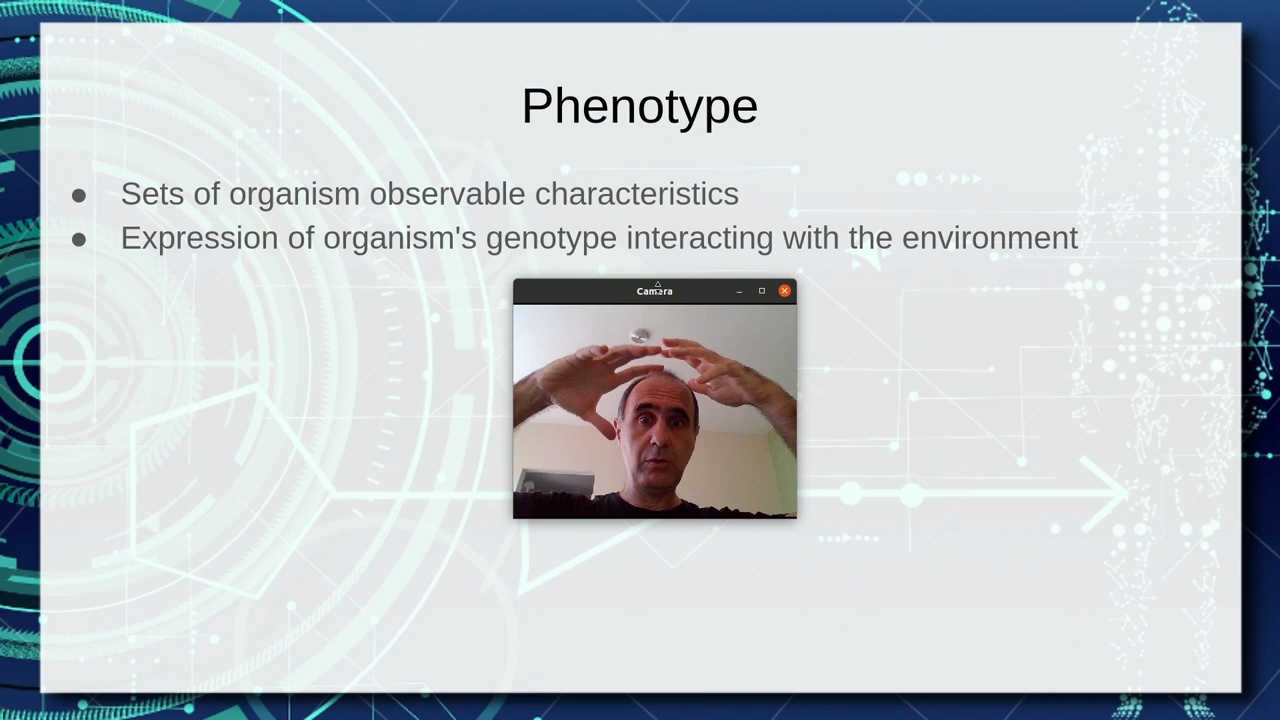 Phenotype
● Sets of organism observable characteristics
● Expression of organism's genotype interacting with the environment
Camera